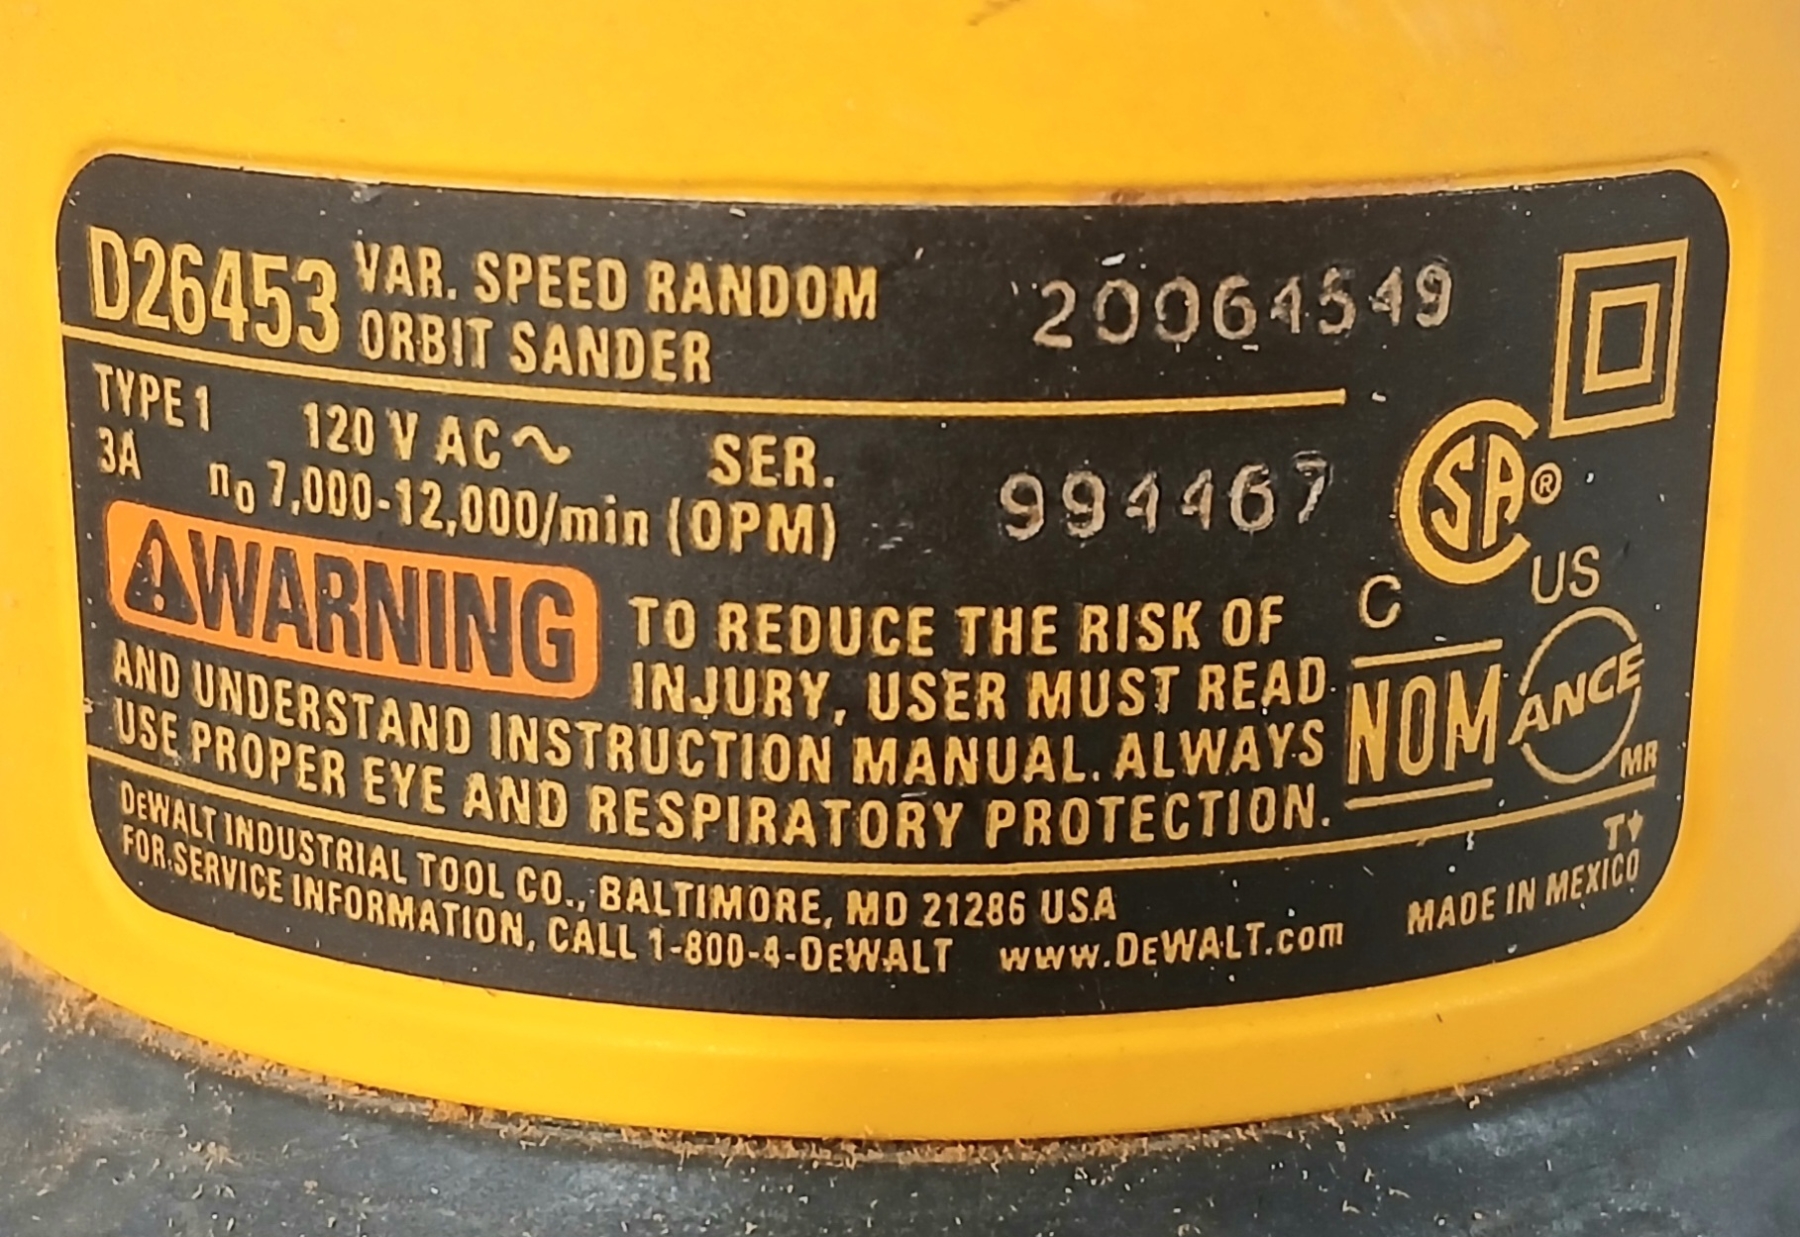 D26453 VAR. SPEED RANDOM
ORBIT SANDER
20064549
TYPE 1 120 V AC ~ SER.
3A n0 7,000-12,000/min (OPM)
994467
SA ®
C US
WARNING TO REDUCE THE RISK OF
INJURY, USER MUST READ
AND UNDERSTAND INSTRUCTION MANUAL. ALWAYS
USE PROPER EYE AND RESPIRATORY PROTECTION.
NOM ANCE
MR
DEWALT INDUSTRIAL TOOL CO., BALTIMORE, MD 21286 USA
FOR SERVICE INFORMATION, CALL 1-800-4-DEWALT www.DEWALT.com
T
MADE IN MEXICO